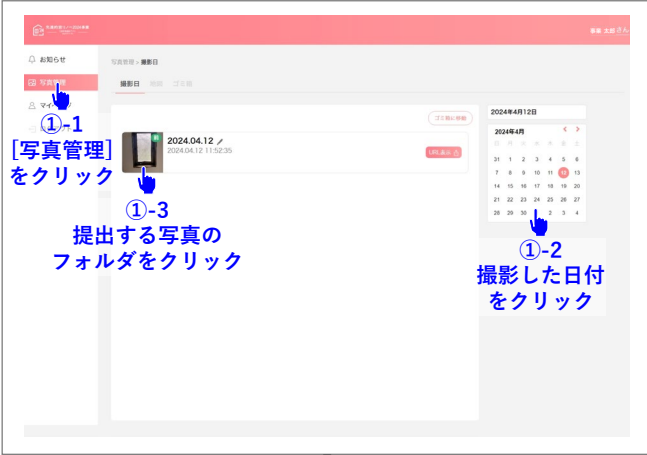 事業 太郎 さん
お知らせ
写真管理 > 撮影日
写真管理
撮影日 ゴミ箱
①-1
[写真管理]
をクリック
ゴミ箱に移動
2024.04.12
2024.04.12 11:52:35
URL表示
①-3
提出する写真の
フォルダをクリック
2024年4月12日
2024年4月
日 月 火 水 木 金 土
31 1 2 3 4 5 6
7 8 9 10 11 12 13
14 15 16 17 18 19 20
21 22 23 24 25 26 27
28 29 30 2 3 4
①-2
撮影した日付
をクリック